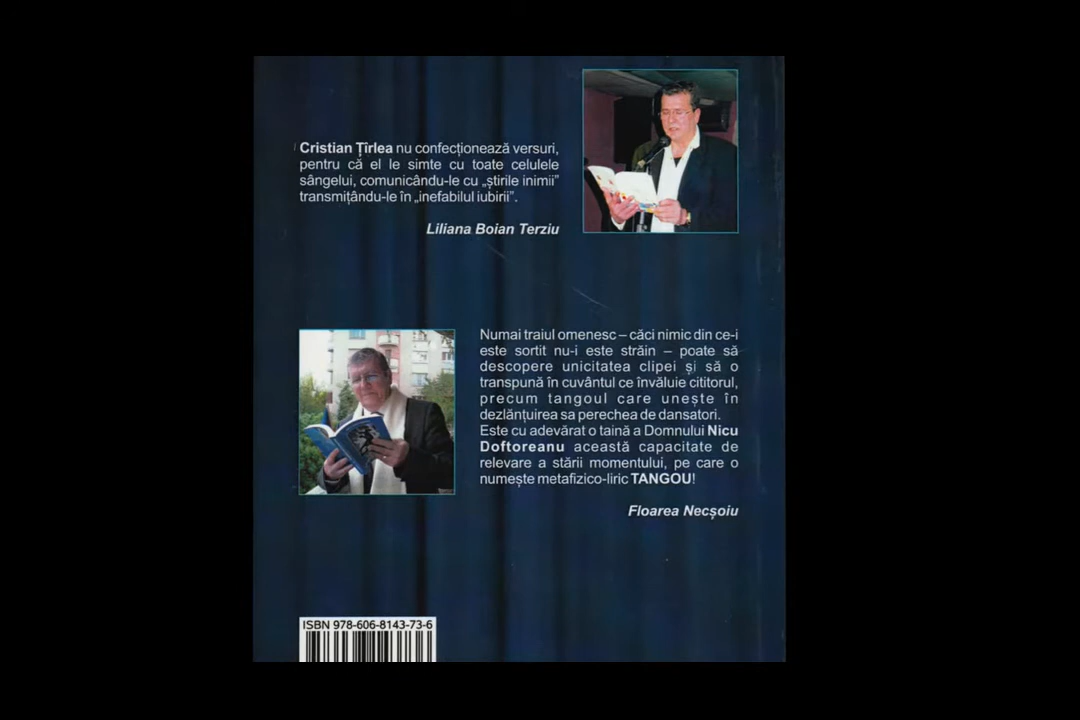 Cristian Țîrlea nu confecționează versuri,
pentru că el le simte cu toate celulele
sângelui, comunicându-le cu „știrile inimii”
transmițându-le în „inefabilul iubirii”.
Liliana Boian Terziu
Numai traiul omenesc – căci nimic din ce-i
este sortit nu-i este străin – poate să
descopere unicitatea clipei și să o
transpună în cuvântul ce învăluie cititorul,
precum tangoul care unește în
dezlănțuirea sa perechea de dansatori.
Este cu adevărat o taină a Domnului Nicu
Doftoreanu această capacitate de
relevare a stării momentului, pe care o
numește metafizico-liric TANGOU!
Floarea Necșoiu
ISBN 978-606-8143-73-6